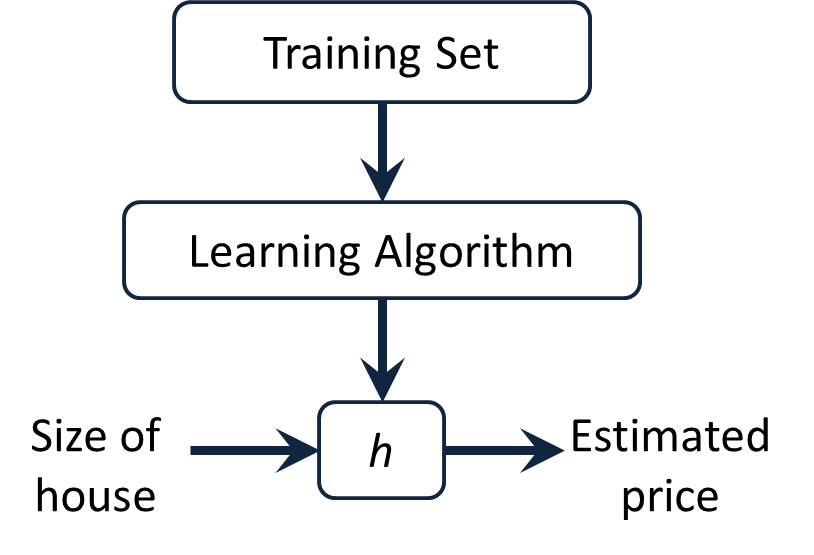 Training Set
Learning Algorithm
Size of
house
h
Estimated
price